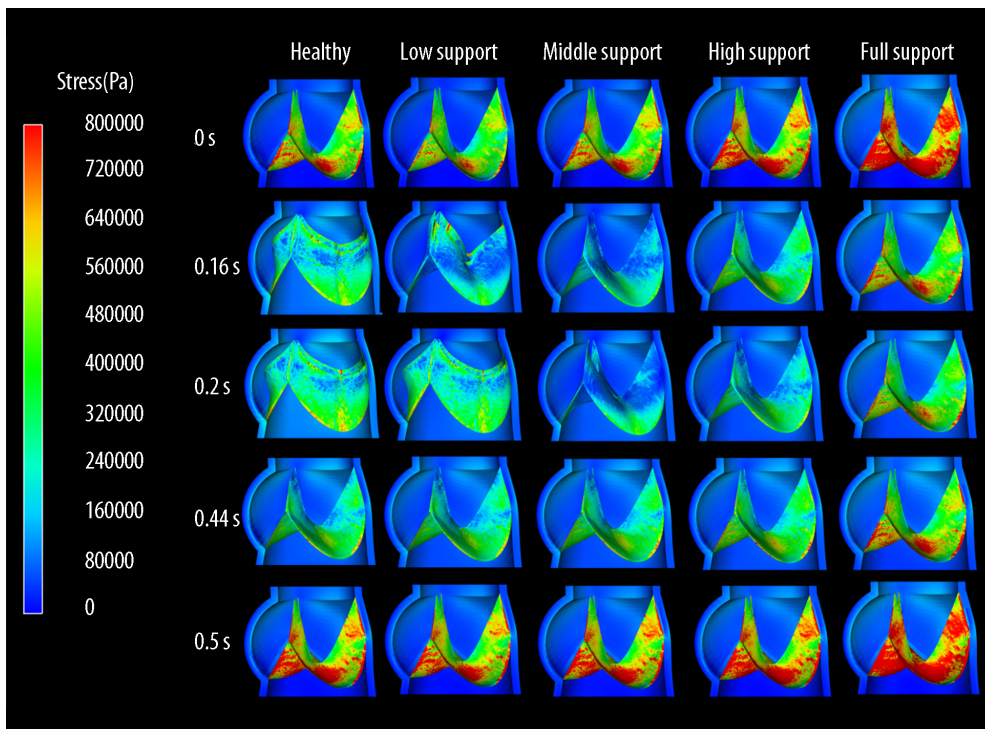 Healthy Low support Middle support High support Full support
Stress(Pa)
800000
720000
640000
560000
480000
400000
320000
240000
160000
80000
0
0 s
0.16 s
0.2 s
0.44 s
0.5 s